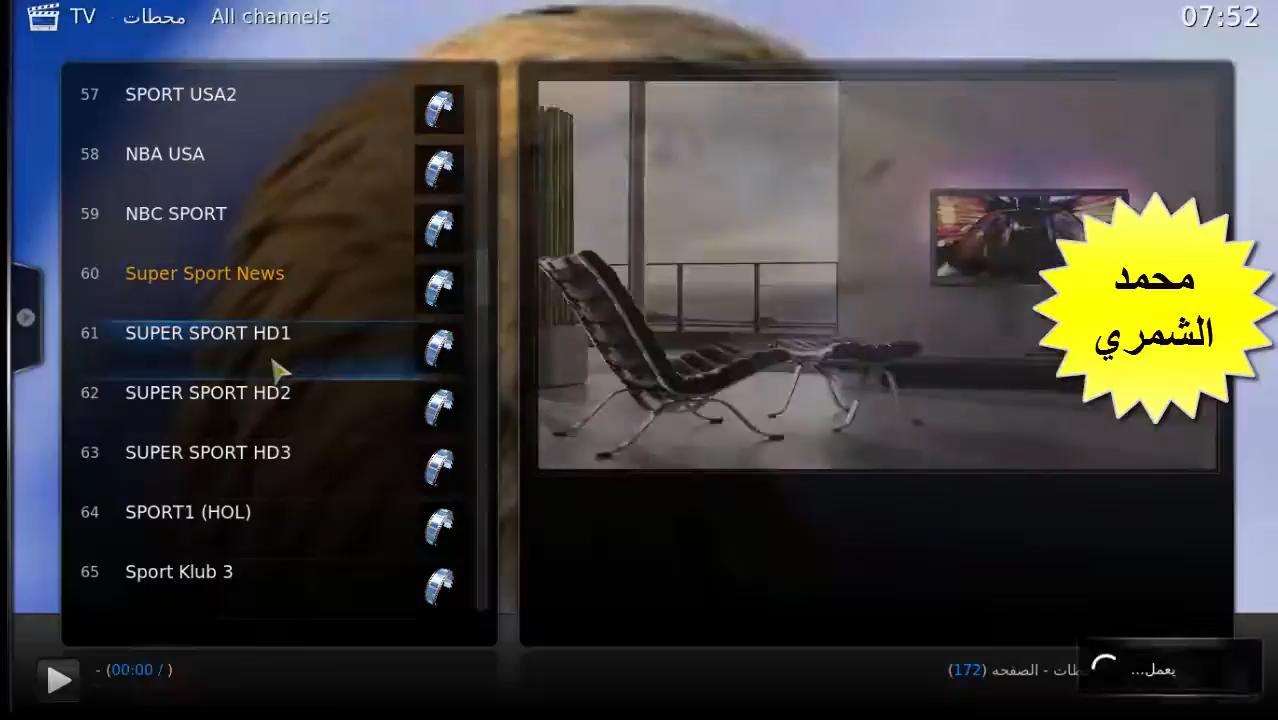 TV · محطات · All channels
07:52
57 SPORT USA2
58 NBA USA
59 NBC SPORT
60 Super Sport News
61 SUPER SPORT HD1
62 SUPER SPORT HD2
63 SUPER SPORT HD3
64 SPORT1 (HOL)
65 Sport Klub 3
محمد
الشمري
- (00:00 / )
الصفحه (172)
يعمل...